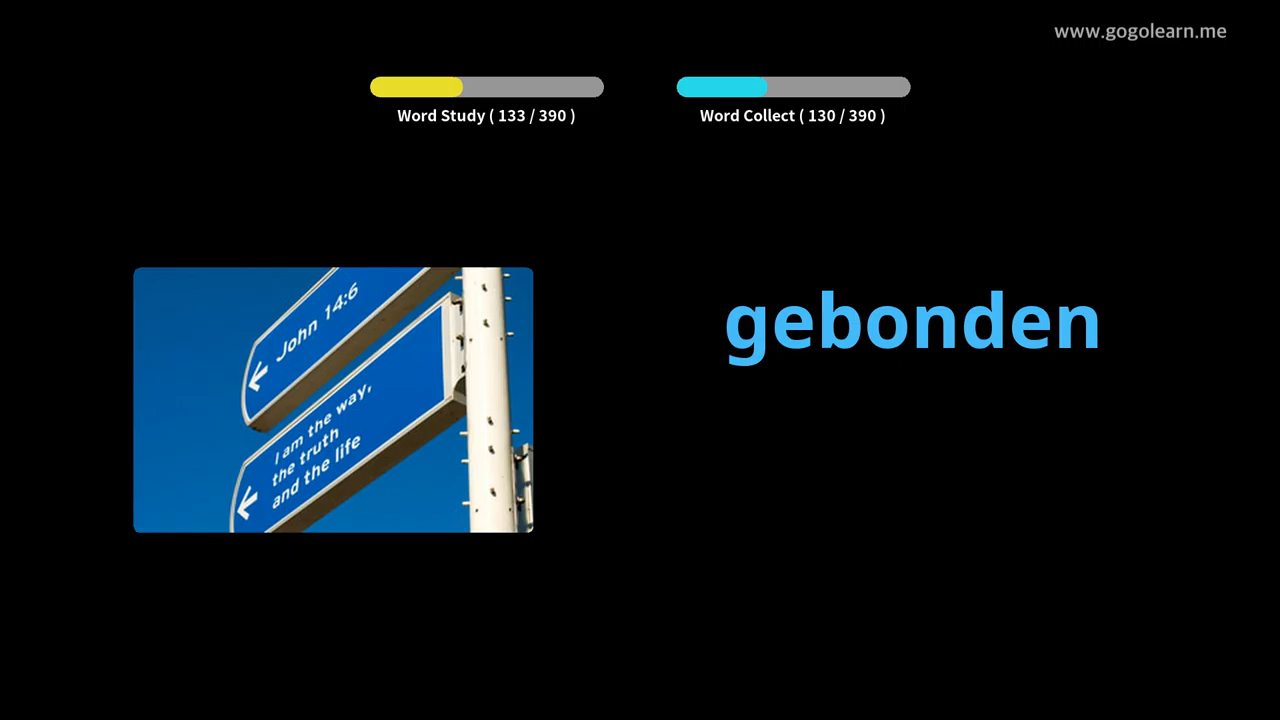 www.gogolearn.me
Word Study ( 133 / 390 )
Word Collect ( 130 / 390 )
John 14:6
I am the way,
the truth
and the life
gebonden